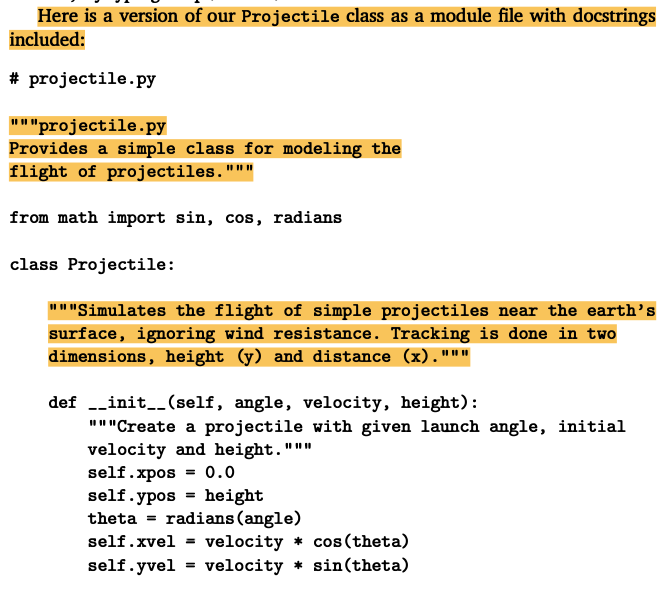 Here is a version of our Projectile class as a module file with docstrings
included:
# projectile.py
"""projectile.py
Provides a simple class for modeling the
flight of projectiles."""
from math import sin, cos, radians
class Projectile:
    """Simulates the flight of simple projectiles near the earth's
    surface, ignoring wind resistance. Tracking is done in two
    dimensions, height (y) and distance (x)."""
    def __init__(self, angle, velocity, height):
        """Create a projectile with given launch angle, initial
        velocity and height."""
        self.xpos = 0.0
        self.ypos = height
        theta = radians(angle)
        self.xvel = velocity * cos(theta)
        self.yvel = velocity * sin(theta)